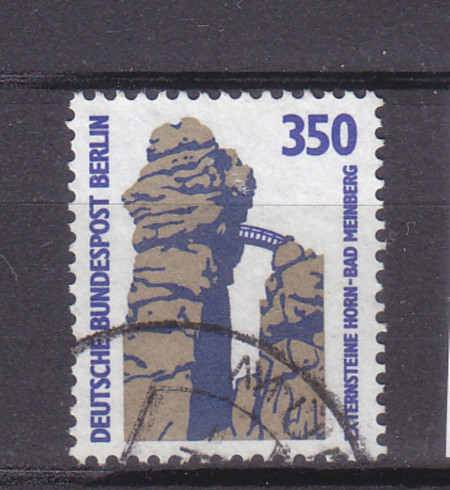 DEUTSCHE BUNDESPOST BERLIN
350
EXTERNSTEINE HORN-BAD MEINBERG